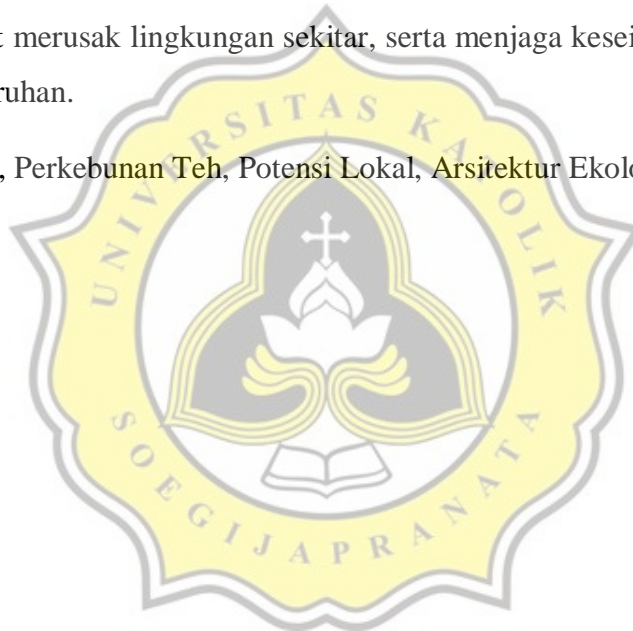 t merusak lingkungan sekitar, serta menjaga kesei
ruhan.
, Perkebunan Teh, Potensi Lokal, Arsitektur Ekolo
UNIVERSITAS KATOLIK
SOEGIJAPRANATA